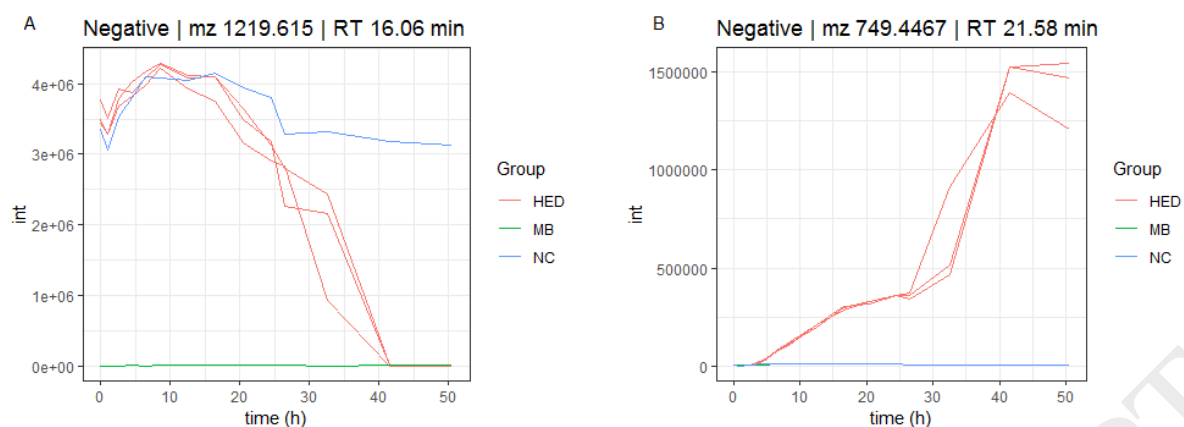 A
Negative | mz 1219.615 | RT 16.06 min
int
4e+06
3e+06
2e+06
1e+06
0e+00
0 10 20 30 40 50
time (h)
Group
HED
MB
NC
B
Negative | mz 749.4467 | RT 21.58 min
int
1500000
1000000
500000
0
0 10 20 30 40 50
time (h)
Group
HED
MB
NC